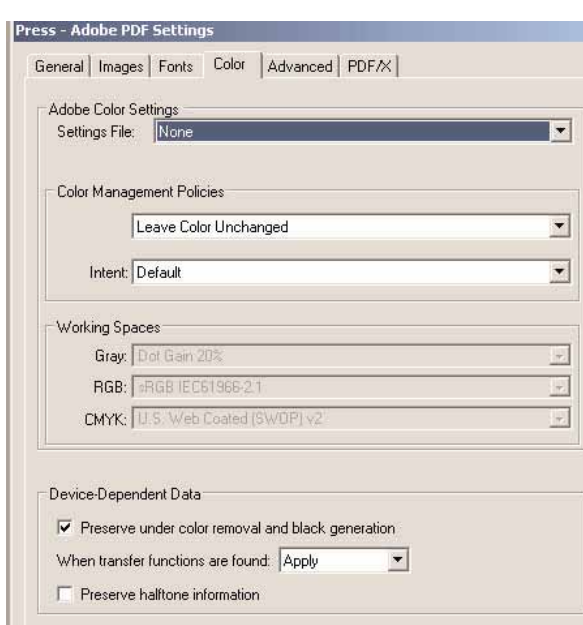 Press - Adobe PDF Settings
General Images Fonts Color Advanced PDF/X
Adobe Color Settings
Settings File: None
Color Management Policies
Leave Color Unchanged
Intent: Default
Working Spaces
Gray: Dot Gain 20%
RGB: sRGB IEC61966-2.1
CMYK: U.S. Web Coated (SWOP) v2
Device-Dependent Data
Preserve under color removal and black generation
When transfer functions are found: Apply
Preserve halftone information